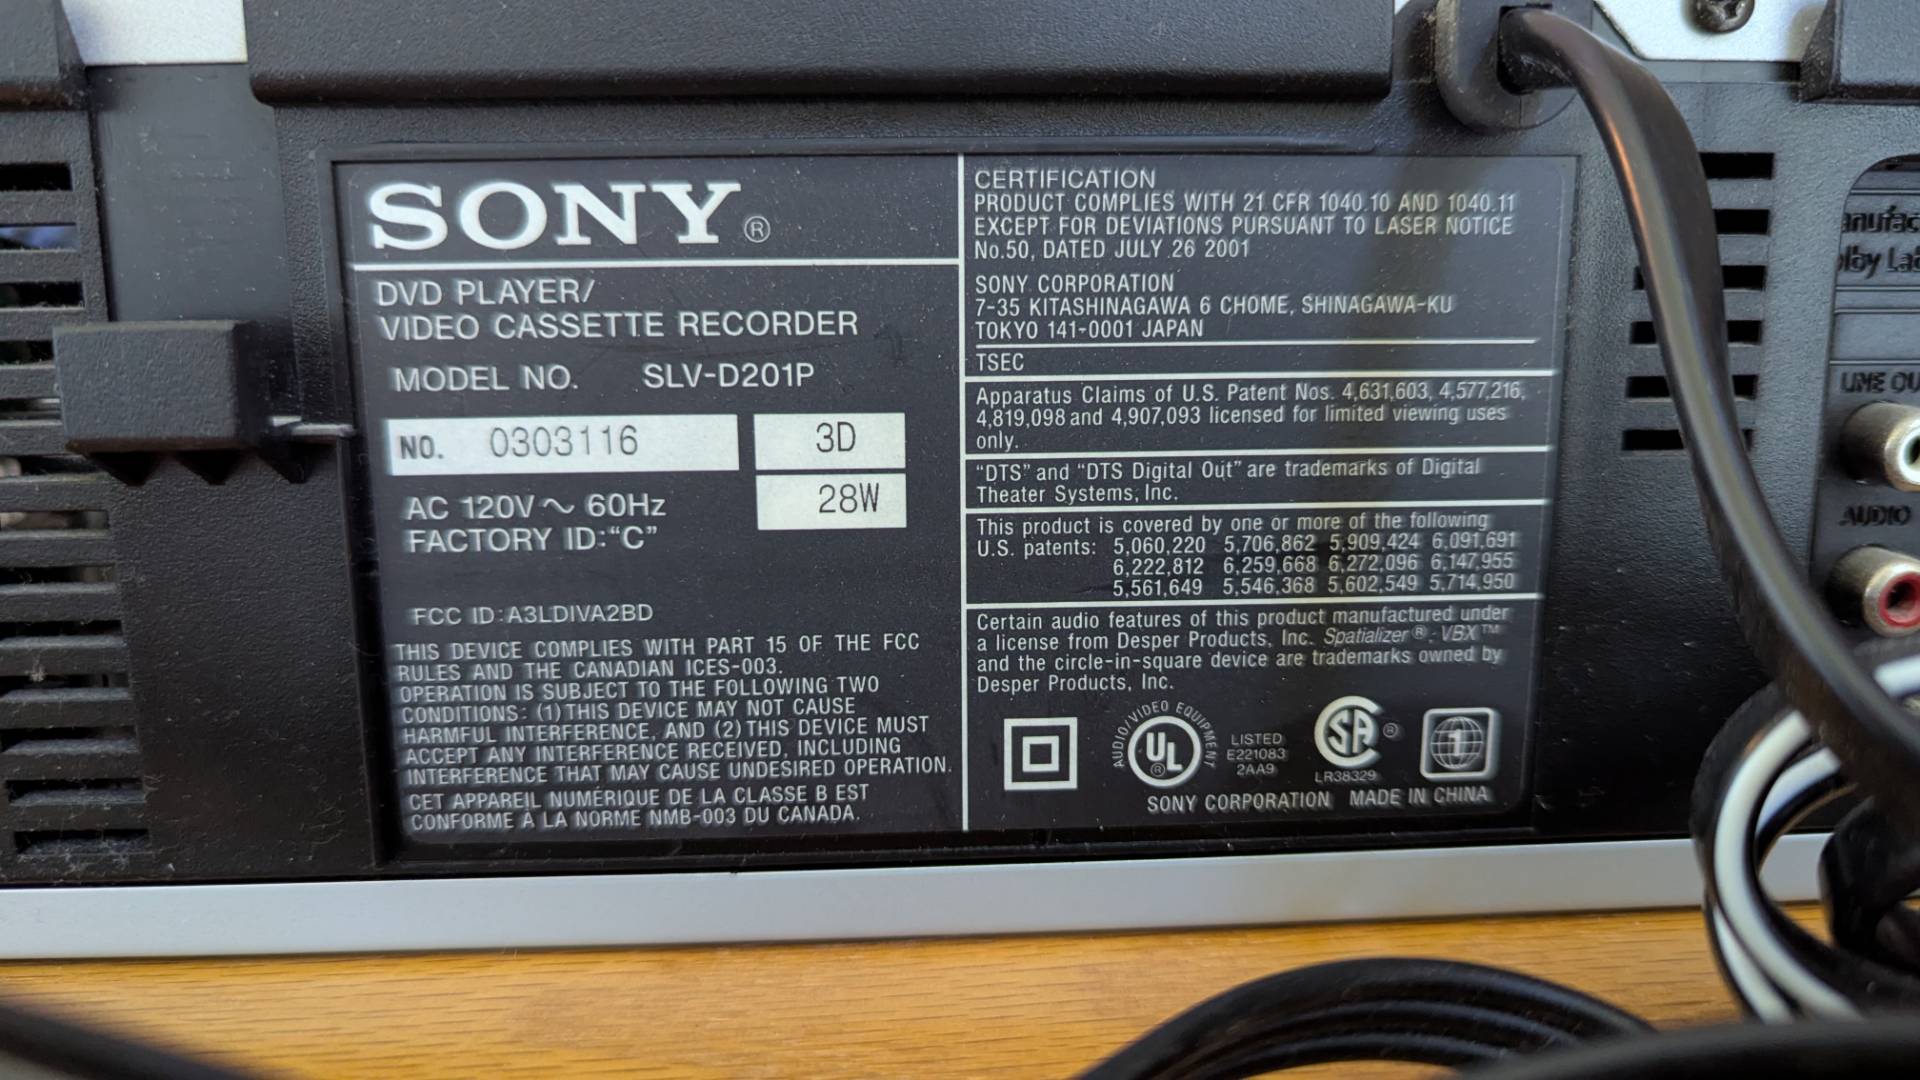 SONY®
DVD PLAYER/
VIDEO CASSETTE RECORDER
MODEL NO. SLV-D201P
NO. 0303116
3D
AC 120V ~ 60Hz
28W
FACTORY ID:“C”
FCC ID:A3LDIVA2BD
THIS DEVICE COMPLIES WITH PART 15 OF THE FCC
RULES AND THE CANADIAN ICES-003.
OPERATION IS SUBJECT TO THE FOLLOWING TWO
CONDITIONS: (1) THIS DEVICE MAY NOT CAUSE
HARMFUL INTERFERENCE, AND (2) THIS DEVICE MUST
ACCEPT ANY INTERFERENCE RECEIVED, INCLUDING
INTERFERENCE THAT MAY CAUSE UNDESIRED OPERATION.
CET APPAREIL NUMÉRIQUE DE LA CLASSE B EST
CONFORME À LA NORME NMB-003 DU CANADA.
CERTIFICATION
PRODUCT COMPLIES WITH 21 CFR 1040.10 AND 1040.11
EXCEPT FOR DEVIATIONS PURSUANT TO LASER NOTICE
No.50, DATED JULY 26 2001
SONY CORPORATION
7-35 KITASHINAGAWA 6 CHOME, SHINAGAWA-KU
TOKYO 141-0001 JAPAN
TSEC
Apparatus Claims of U.S. Patent Nos. 4,631,603, 4,577,216,
4,819,098 and 4,907,093 licensed for limited viewing uses
only.
“DTS” and “DTS Digital Out” are trademarks of Digital
Theater Systems, Inc.
This product is covered by one or more of the following
U.S. patents: 5,060,220 5,706,862 5,909,424 6,091,691
6,222,812 6,259,668 6,272,096 6,147,955
5,561,649 5,546,368 5,602,549 5,714,950
Certain audio features of this product manufactured under
a license from Desper Products, Inc. Spatializer®, VBX™
and the circle-in-square device are trademarks owned by
Desper Products, Inc.
AUDIO/VIDEO EQUIPMENT
UL®
LISTED
E221083
2AA9
SA®
LR38329
1
SONY CORPORATION MADE IN CHINA
LINE OU
AUDIO